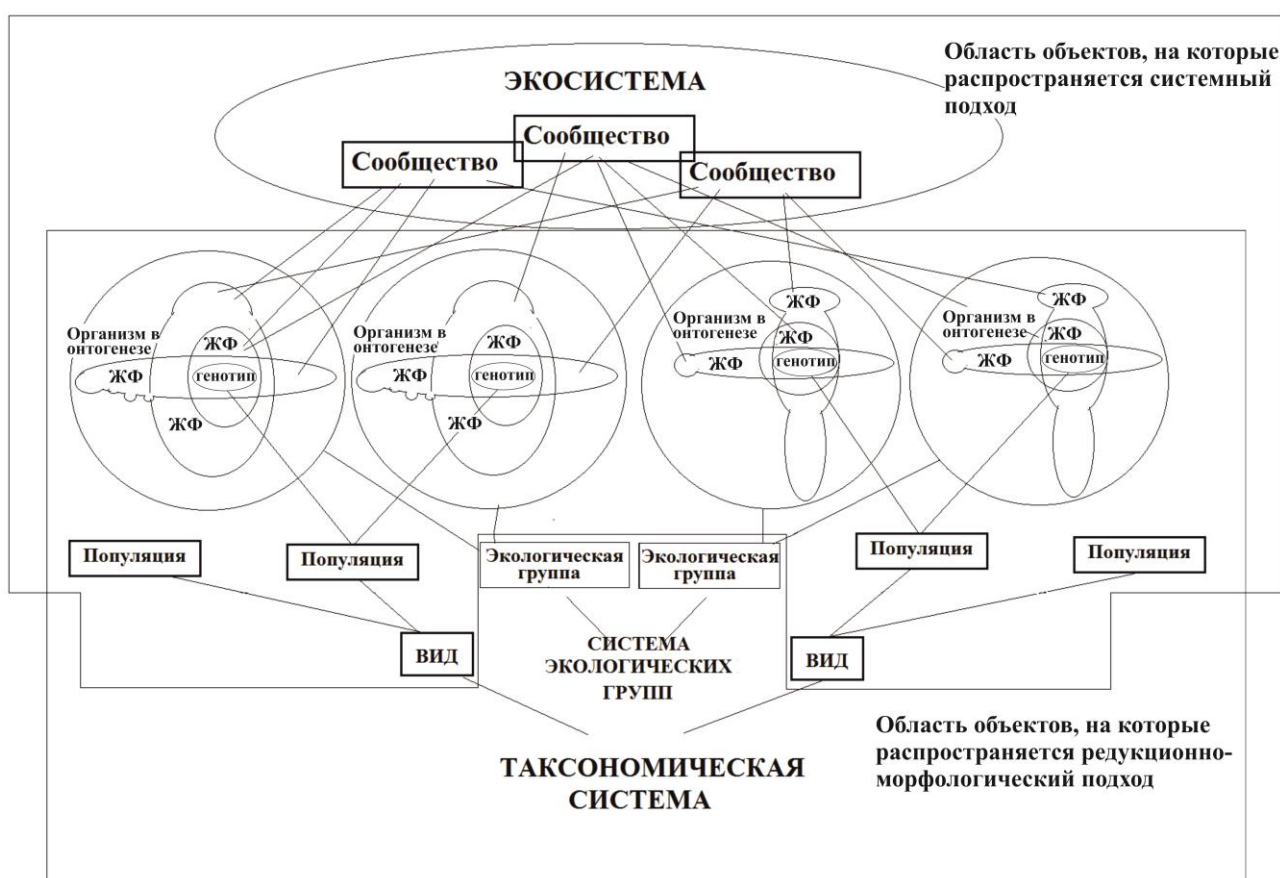 Область объектов, на которые
распространяется системный
подход
ЭКОСИСТЕМА
Сообщество
Сообщество
Сообщество
Организм в
онтогенезе
ЖФ
ЖФ
генотип
ЖФ
Организм в
онтогенезе
ЖФ
ЖФ
генотип
ЖФ
ЖФ
Организм в
онтогенезе
ЖФ
ЖФ
генотип
ЖФ
Организм в
онтогенезе
ЖФ
ЖФ
генотип
Популяция
Популяция
Экологическая
группа
Экологическая
группа
Популяция
Популяция
ВИД
СИСТЕМА
ЭКОЛОГИЧЕСКИХ
ГРУПП
ВИД
Область объектов, на которые
распространяется редукционно-
морфологический подход
ТАКСОНОМИЧЕСКАЯ
СИСТЕМА